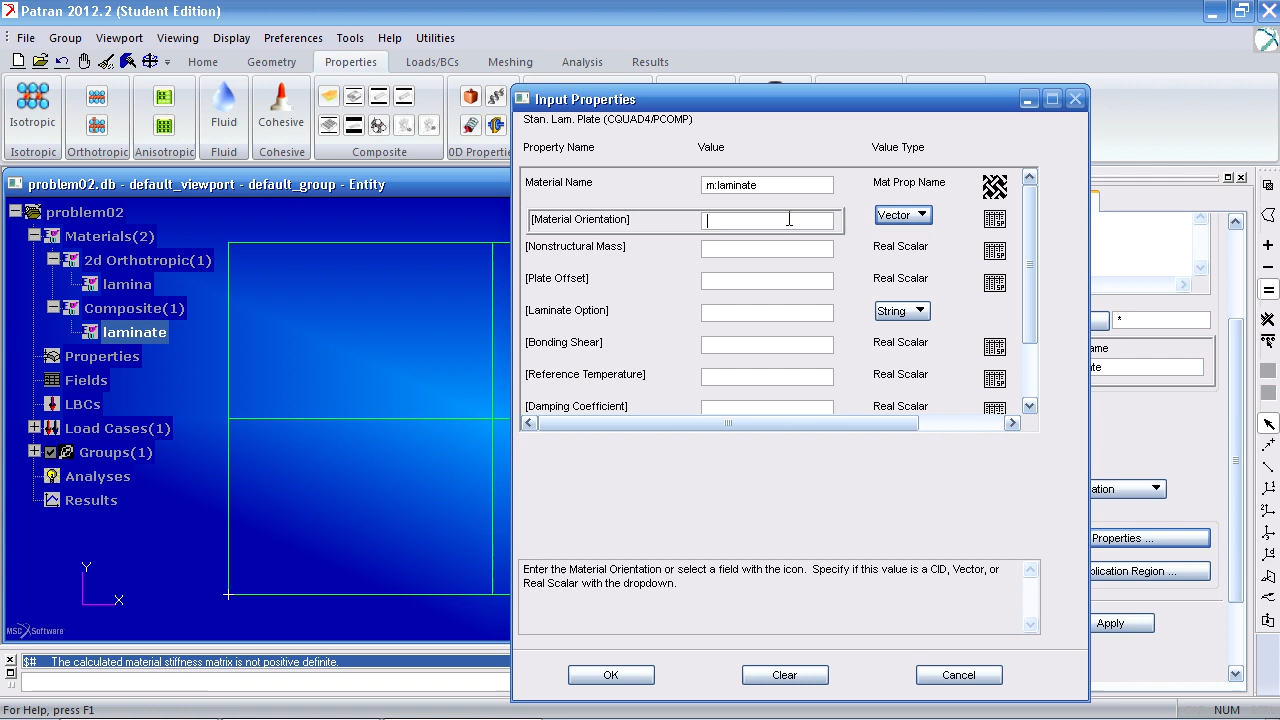 Patran 2012.2 (Student Edition)
File Group Viewport Viewing Display Preferences Tools Help Utilities
Home Geometry Properties Loads/BCs Meshing Analysis Results
Isotropic Fluid Cohesive
Isotropic Orthotropic Anisotropic Fluid Cohesive Composite 0D Properti
problem02.db - default_viewport - default_group - Entity
problem02
Materials(2)
2d Orthotropic(1)
lamina
Composite(1)
laminate
Properties
Fields
LBCs
Load Cases(1)
Groups(1)
Analyses
Results
Y
X
MSC Software
Input Properties
Stan. Lam. Plate (CQUAD4/PCOMP)
Property Name Value Value Type
Material Name m:laminate Mat Prop Name
[Material Orientation] Vector
[Nonstructural Mass] Real Scalar
[Plate Offset] Real Scalar
[Laminate Option] String
[Bonding Shear] Real Scalar
[Reference Temperature] Real Scalar
[Damping Coefficient] Real Scalar
Enter the Material Orientation or select a field with the icon. Specify if this value is a CID, Vector, or
Real Scalar with the dropdown.
OK Clear Cancel
*
ame
te
ation
Properties ...
plication Region ...
Apply
$# The calculated material stiffness matrix is not positive definite.
For Help, press F1
NUM